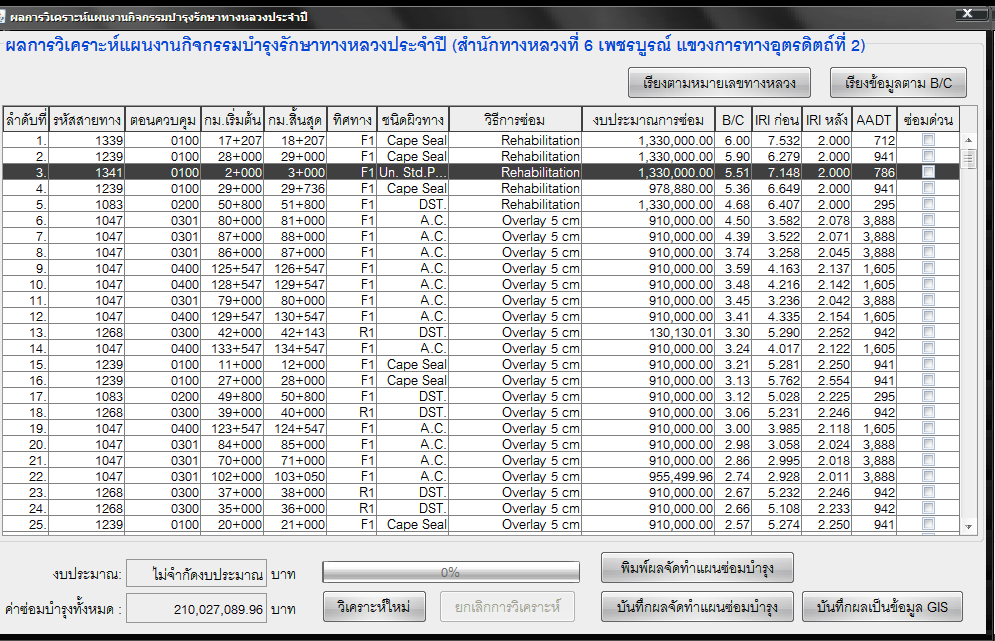 ผลการวิเคราะห์แผนงานกิจกรรมบำรุงรักษาทางหลวงประจำปี
ผลการวิเคราะห์แผนงานกิจกรรมบำรุงรักษาทางหลวงประจำปี (สำนักทางหลวงที่ 6 เพชรบูรณ์ แขวงการทางอุตรดิตถ์ที่ 2)
เรียงตามหมายเลขทางหลวง เรียงข้อมูลตาม B/C
ลำดับที่ รหัสสายทาง ตอนควบคุม กม.เริ่มต้น กม.สิ้นสุด ทิศทาง ชนิดผิวทาง วิธีการซ่อม งบประมาณการซ่อม B/C IRI ก่อน IRI หลัง AADT ซ่อมด่วน
1. 1339 0100 17+207 18+207 F1 Cape Seal Rehabilitation 1,330,000.00 6.00 7.532 2.000 712
2. 1239 0100 28+000 29+000 F1 Cape Seal Rehabilitation 1,330,000.00 5.90 6.279 2.000 941
3. 1341 0100 2+000 3+000 F1 Un. Std.P... Rehabilitation 1,330,000.00 5.51 7.148 2.000 786
4. 1239 0100 29+000 29+736 F1 Cape Seal Rehabilitation 978,880.00 5.36 6.649 2.000 941
5. 1083 0200 50+800 51+800 F1 DST. Rehabilitation 1,330,000.00 4.68 6.407 2.000 295
6. 1047 0301 80+000 81+000 F1 A.C. Overlay 5 cm 910,000.00 4.50 3.582 2.078 3,888
7. 1047 0301 87+000 88+000 F1 A.C. Overlay 5 cm 910,000.00 4.39 3.522 2.071 3,888
8. 1047 0301 86+000 87+000 F1 A.C. Overlay 5 cm 910,000.00 3.74 3.258 2.045 3,888
9. 1047 0400 125+547 126+547 F1 A.C. Overlay 5 cm 910,000.00 3.59 4.163 2.137 1,605
10. 1047 0400 128+547 129+547 F1 A.C. Overlay 5 cm 910,000.00 3.48 4.216 2.142 1,605
11. 1047 0301 79+000 80+000 F1 A.C. Overlay 5 cm 910,000.00 3.45 3.236 2.042 3,888
12. 1047 0400 129+547 130+547 F1 A.C. Overlay 5 cm 910,000.00 3.41 4.335 2.154 1,605
13. 1268 0300 42+000 42+143 R1 DST. Overlay 5 cm 130,130.01 3.30 5.290 2.252 942
14. 1047 0400 133+547 134+547 F1 A.C. Overlay 5 cm 910,000.00 3.24 4.017 2.122 1,605
15. 1239 0100 11+000 12+000 F1 Cape Seal Overlay 5 cm 910,000.00 3.21 5.281 2.250 941
16. 1239 0100 27+000 28+000 F1 Cape Seal Overlay 5 cm 910,000.00 3.13 5.762 2.554 941
17. 1083 0200 49+800 50+800 F1 DST. Overlay 5 cm 910,000.00 3.12 5.028 2.225 295
18. 1268 0300 39+000 40+000 R1 DST. Overlay 5 cm 910,000.00 3.06 5.231 2.246 942
19. 1047 0400 123+547 124+547 F1 A.C. Overlay 5 cm 910,000.00 3.00 3.985 2.118 1,605
20. 1047 0301 84+000 85+000 F1 A.C. Overlay 5 cm 910,000.00 2.98 3.058 2.024 3,888
21. 1047 0301 70+000 71+000 F1 A.C. Overlay 5 cm 910,000.00 2.86 2.995 2.018 3,888
22. 1047 0301 102+000 103+050 F1 A.C. Overlay 5 cm 955,499.96 2.74 2.928 2.011 3,888
23. 1268 0300 37+000 38+000 R1 DST. Overlay 5 cm 910,000.00 2.67 5.232 2.246 942
24. 1268 0300 35+000 36+000 R1 DST. Overlay 5 cm 910,000.00 2.66 5.108 2.233 942
25. 1239 0100 20+000 21+000 F1 Cape Seal Overlay 5 cm 910,000.00 2.57 5.274 2.250 941
งบประมาณ: ไม่จำกัดงบประมาณ บาท 0% พิมพ์ผลจัดทำแผนซ่อมบำรุง
ค่าซ่อมบำรุงทั้งหมด : 210,027,089.96 บาท วิเคราะห์ใหม่ ยกเลิกการวิเคราะห์ บันทึกผลจัดทำแผนซ่อมบำรุง บันทึกผลเป็นข้อมูล GIS